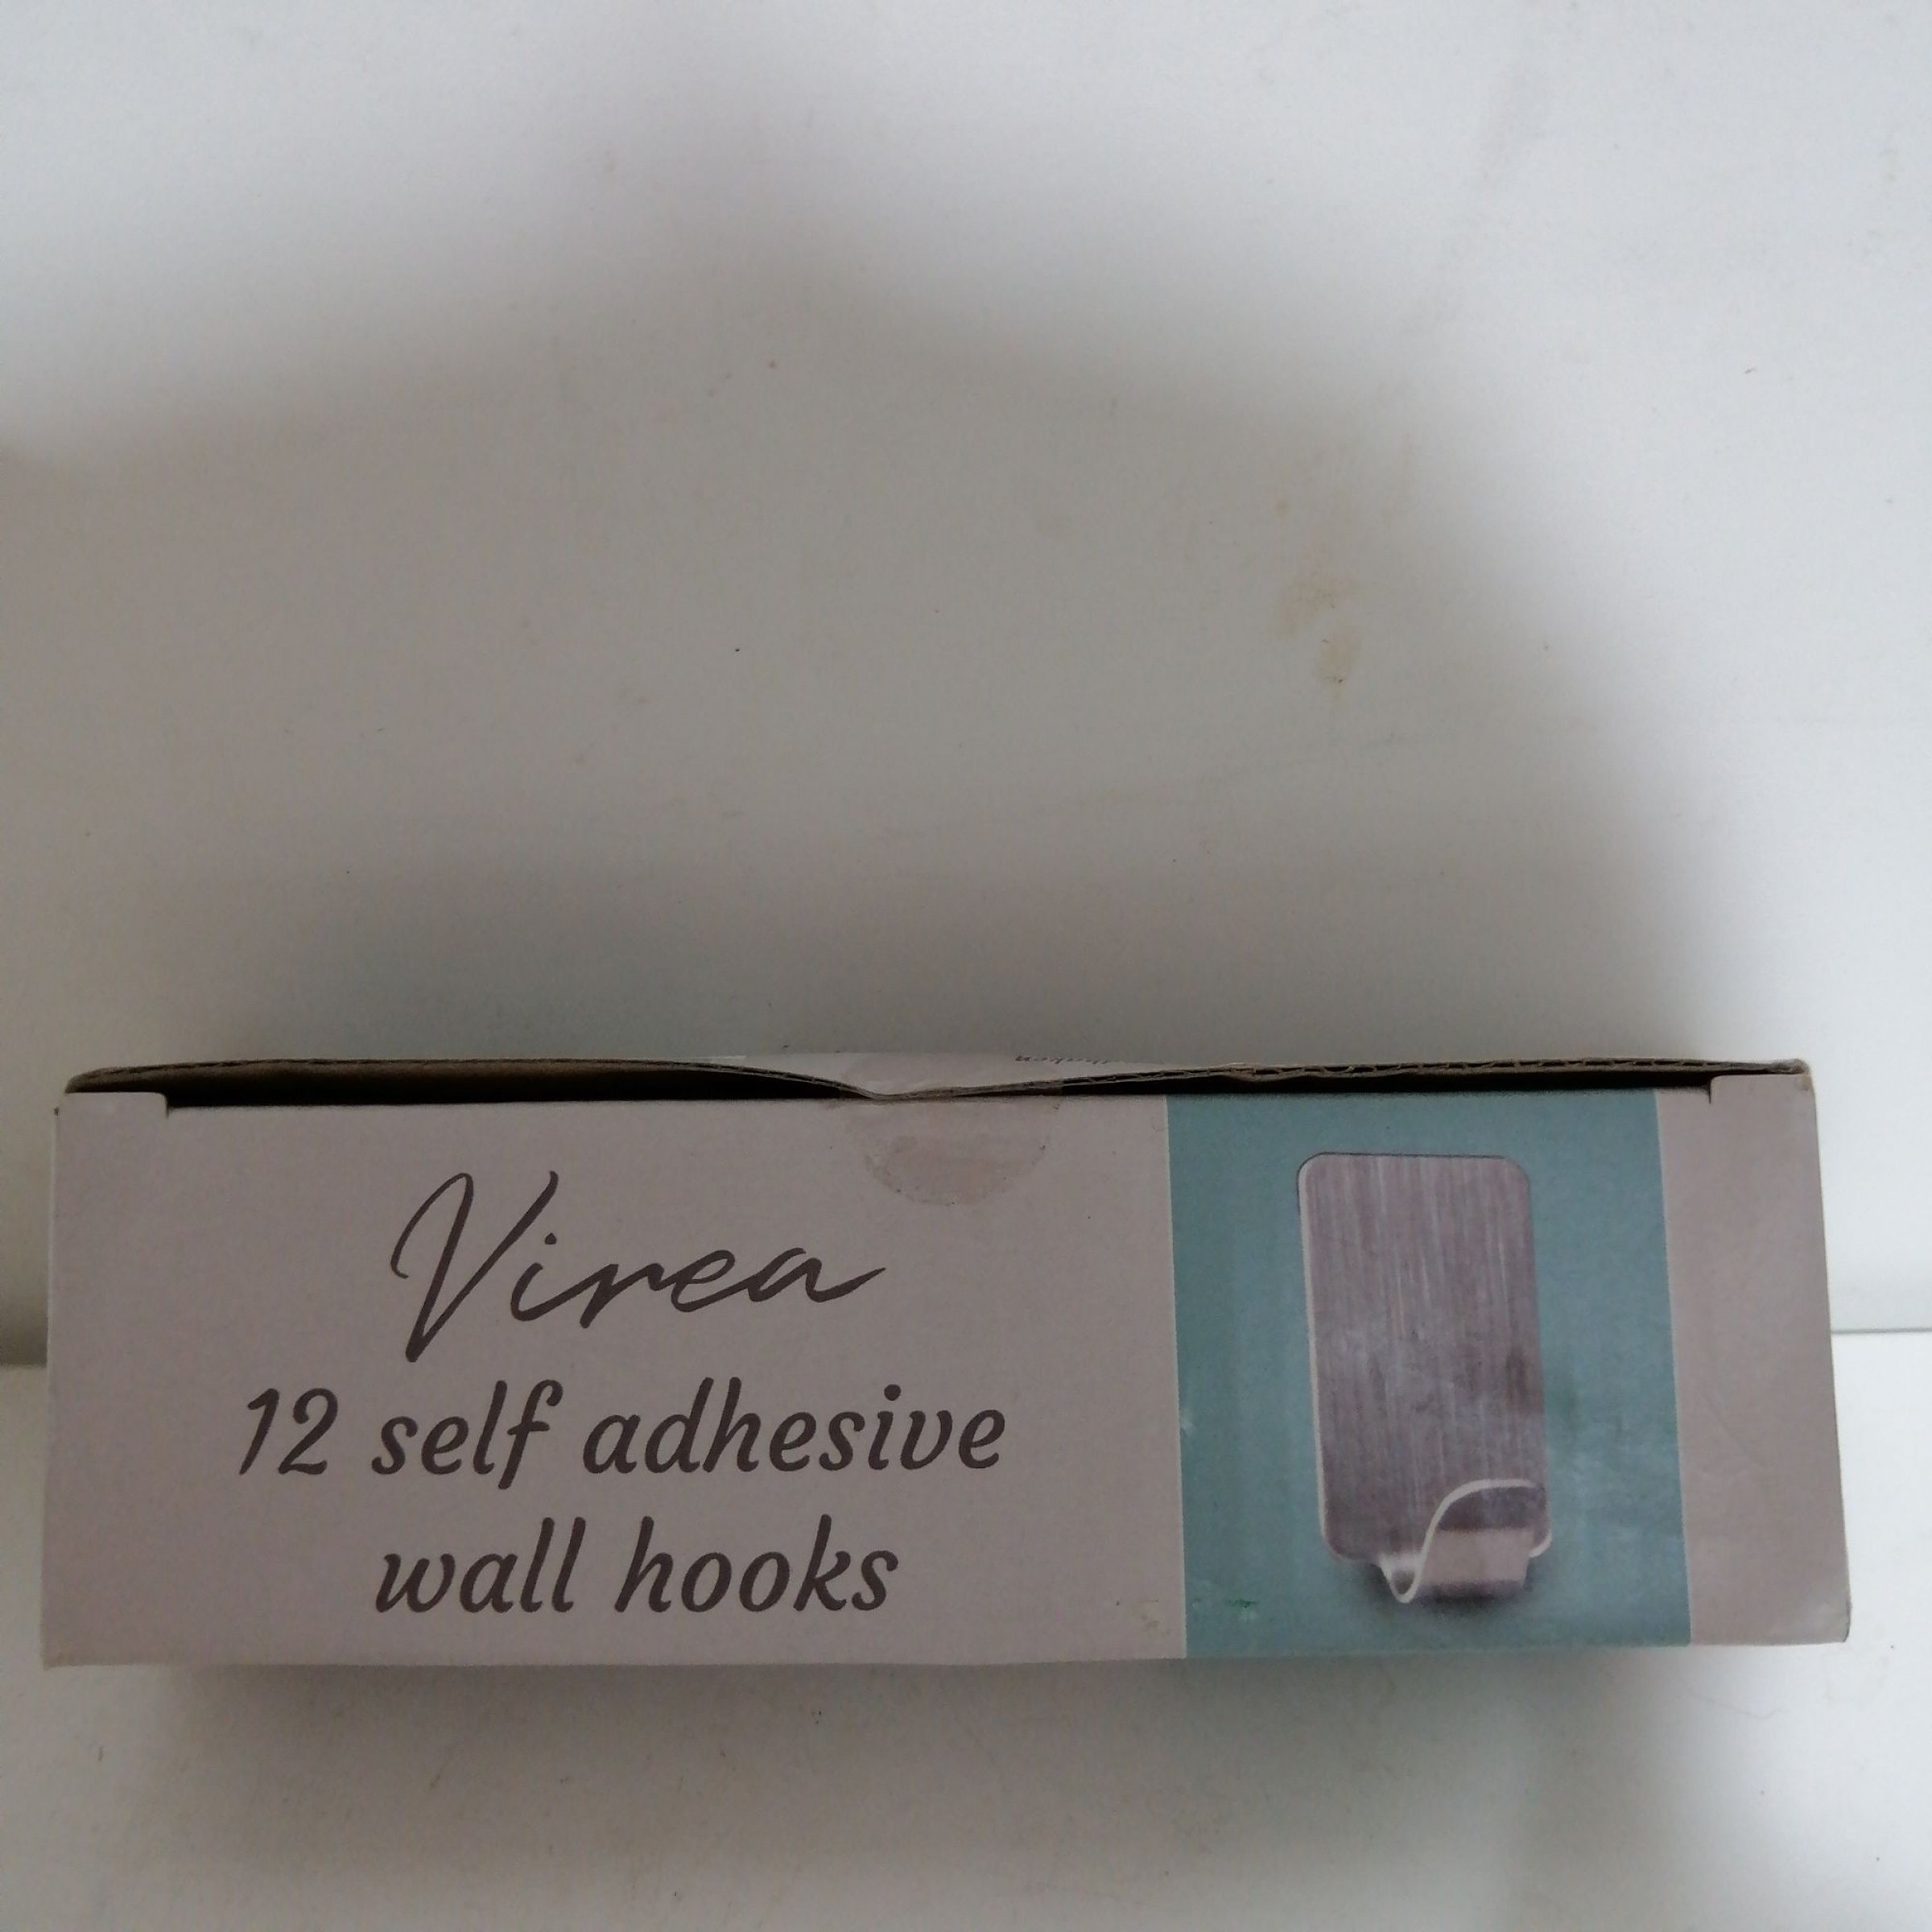 Virea
12 self adhesive
wall hooks